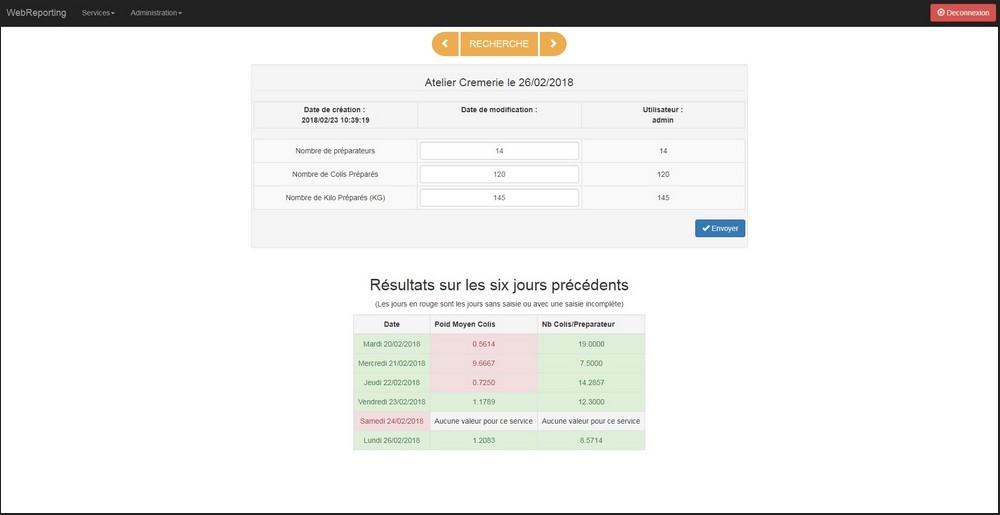 WebReporting Services Administration Deconnexion
RECHERCHE
Atelier Cremerie le 26/02/2018
Date de création : Date de modification : Utilisateur :
2018/02/23 10:39:19 admin
Nombre de préparateurs 14 14
Nombre de Colis Préparés 120 120
Nombre de Kilo Préparés (KG) 145 145
Envoyer
Résultats sur les six jours précédents
(Les jours en rouge sont les jours sans saisie ou avec une saisie incomplète)
Date Poid Moyen Colis Nb Colis/Preparateur
Mardi 20/02/2018 0.5614 19.0000
Mercredi 21/02/2018 9.6667 7.5000
Jeudi 22/02/2018 0.7250 14.2857
Vendredi 23/02/2018 1.1789 12.3000
Samedi 24/02/2018 Aucune valeur pour ce service Aucune valeur pour ce service
Lundi 26/02/2018 1.2083 8.5714